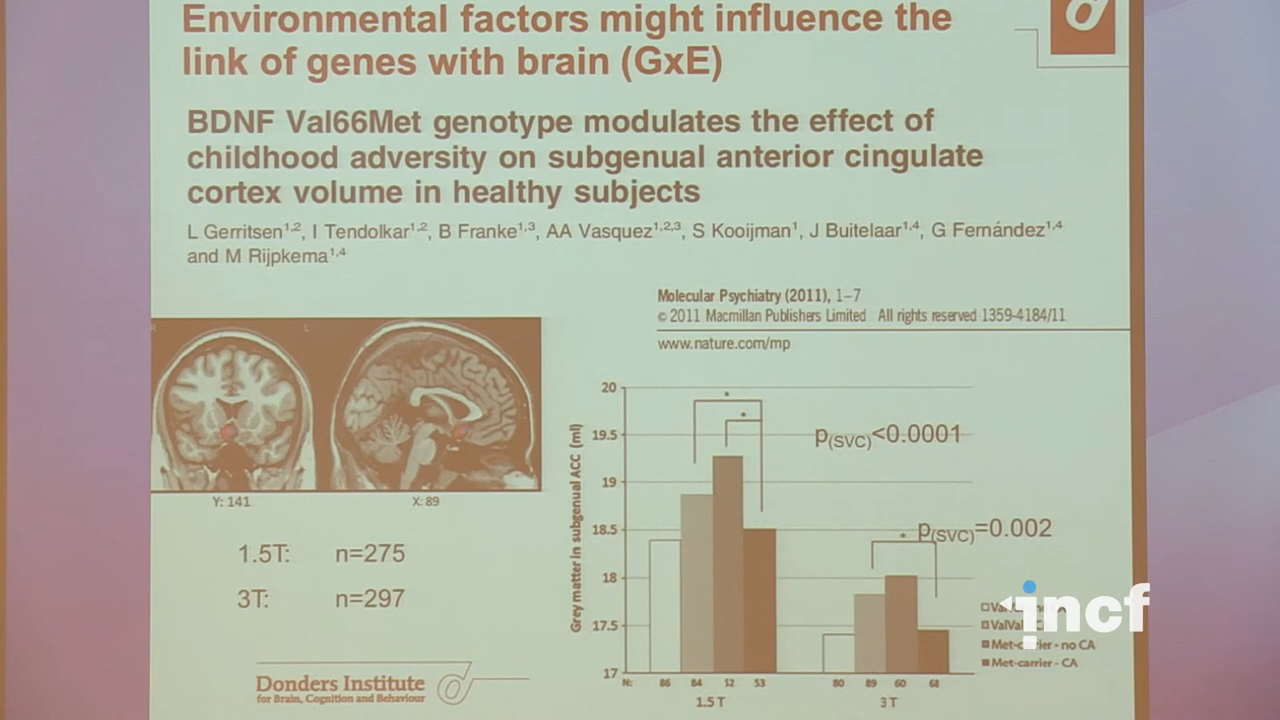 Environmental factors might influence the
link of genes with brain (GxE)
BDNF Val66Met genotype modulates the effect of
childhood adversity on subgenual anterior cingulate
cortex volume in healthy subjects
L Gerritsen1,2, I Tendolkar1,2, B Franke1,3, AA Vasquez1,2,3, S Kooijman1, J Buitelaar1,4, G Fernández1,4
and M Rijpkema1,4
Molecular Psychiatry (2011), 1–7
© 2011 Macmillan Publishers Limited All rights reserved 1359-4184/11
www.nature.com/mp
L
Y: 141
X: 89
1.5T: n=275
3T: n=297
Donders Institute
for Brain, Cognition and Behaviour
Grey matter in subgenual ACC (ml)
20
19.5
19
18.5
18
17.5
17
* 
*
p(SVC)<0.0001
* p(SVC)=0.002
N: 86 84 52 53 80 89 60 68
1.5 T 3 T
CA
ValVal
Met-carrier - no CA
Met-carrier - CA
incf